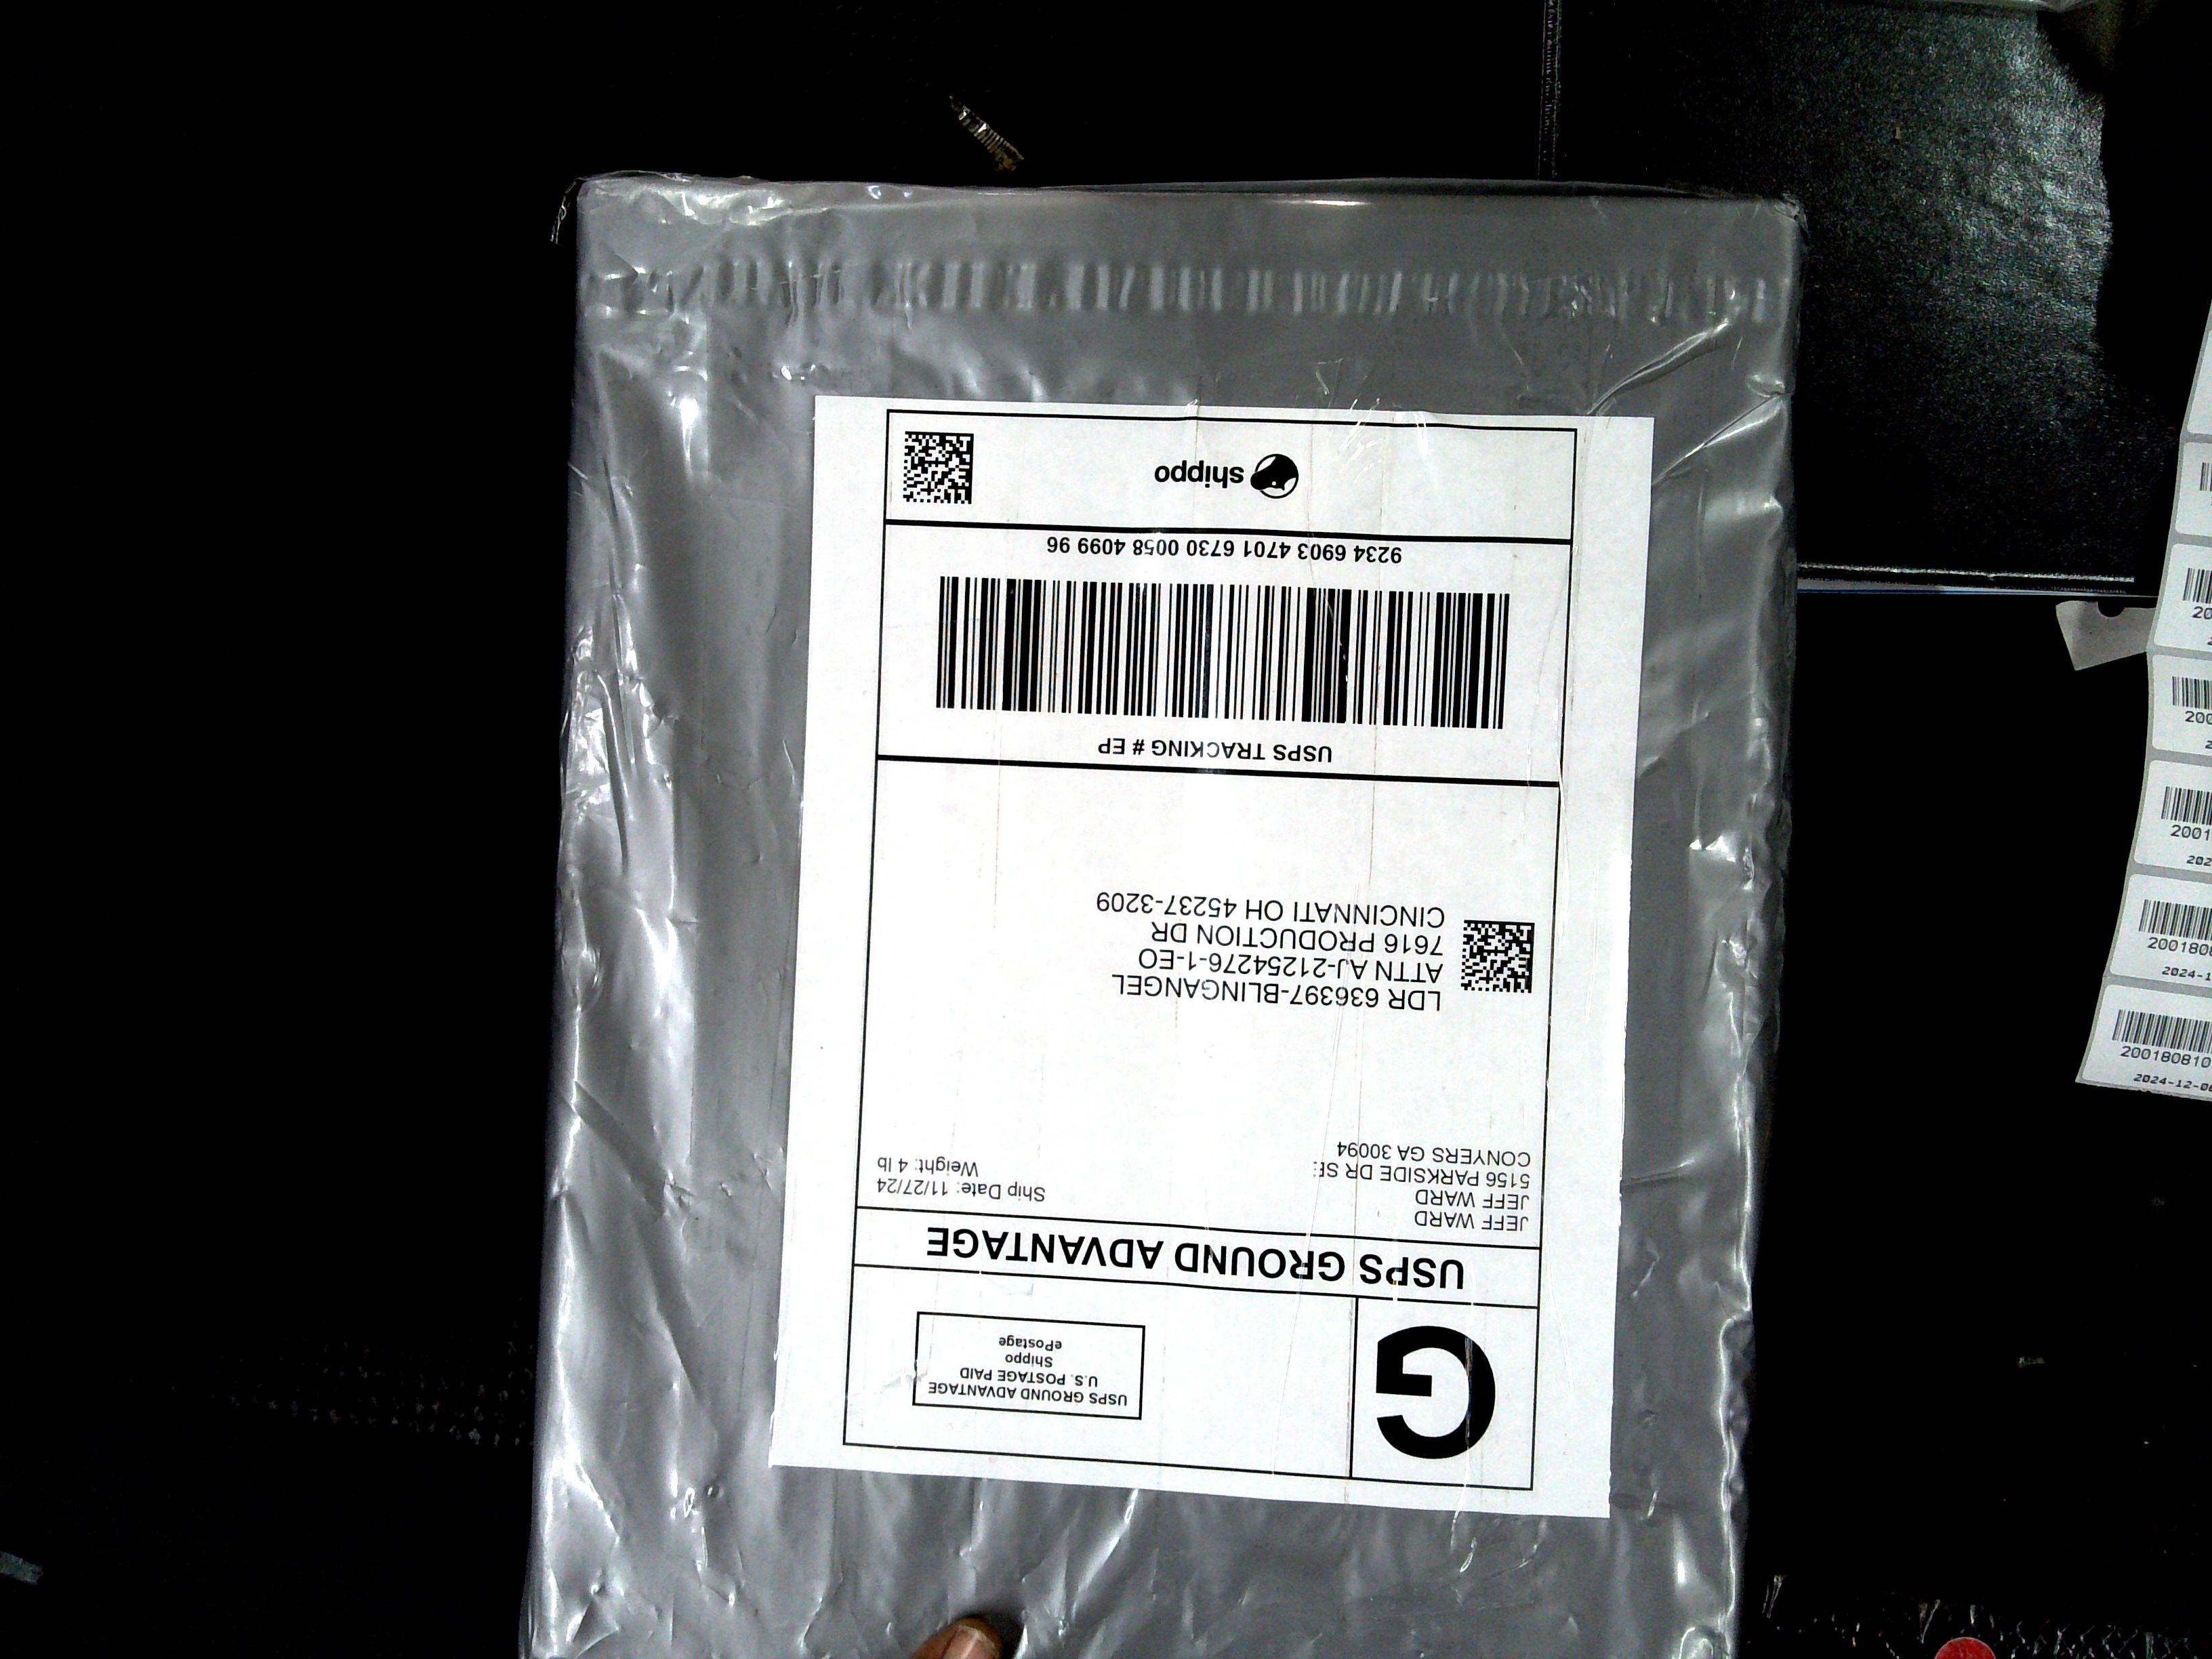 G
USPS GROUND ADVANTAGE
U.S. POSTAGE PAID
Shippo
ePostage
USPS GROUND ADVANTAGE
JEFF WARD
JEFF WARD
5156 PARKSIDE DR SE
CONYERS GA 30094
Ship Date: 11/27/24
Weight: 4 lb
LDR 636397-BLINGANGEL
ATTN AJ-21254276-1-EO
7616 PRODUCTION DR
CINCINNATI OH 45237-3209
USPS TRACKING # EP
9234 6903 4701 6730 0058 4099 96
shippo